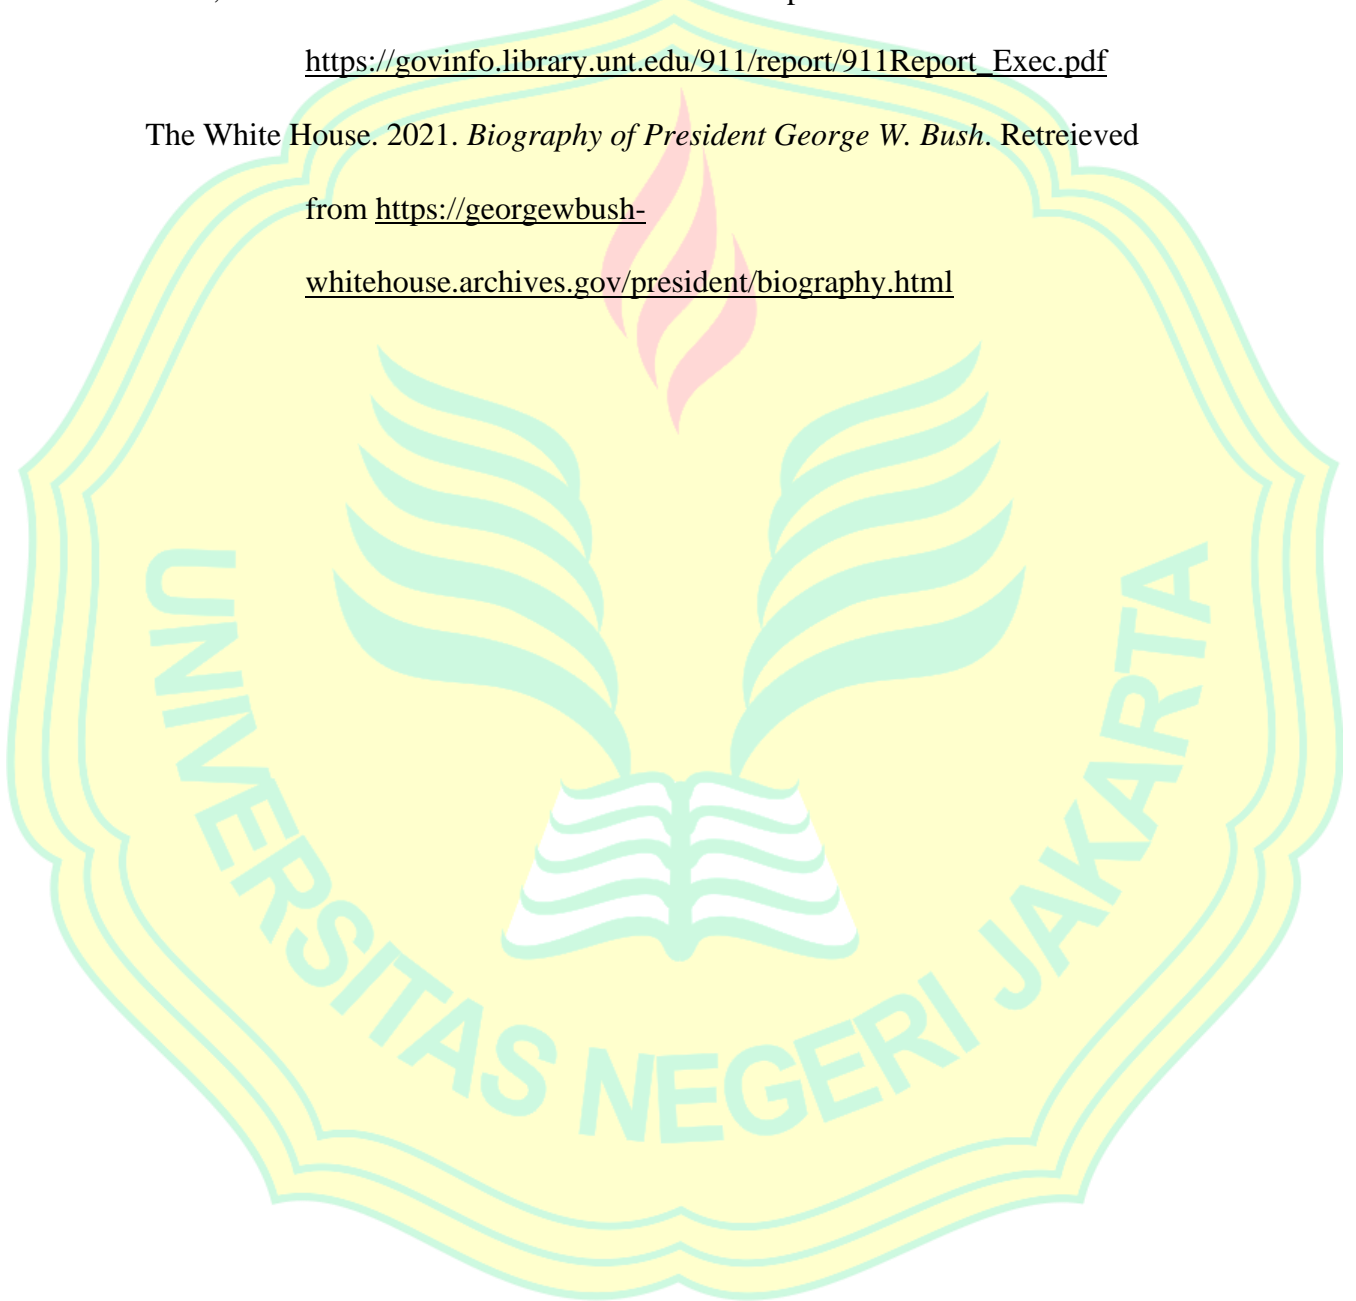 https://govinfo.library.unt.edu/911/report/911Report_Exec.pdf
The White House. 2021. Biography of President George W. Bush. Retreieved
from https://georgewbush-
whitehouse.archives.gov/president/biography.html
UNIVERSITAS NEGERI JAKARTA